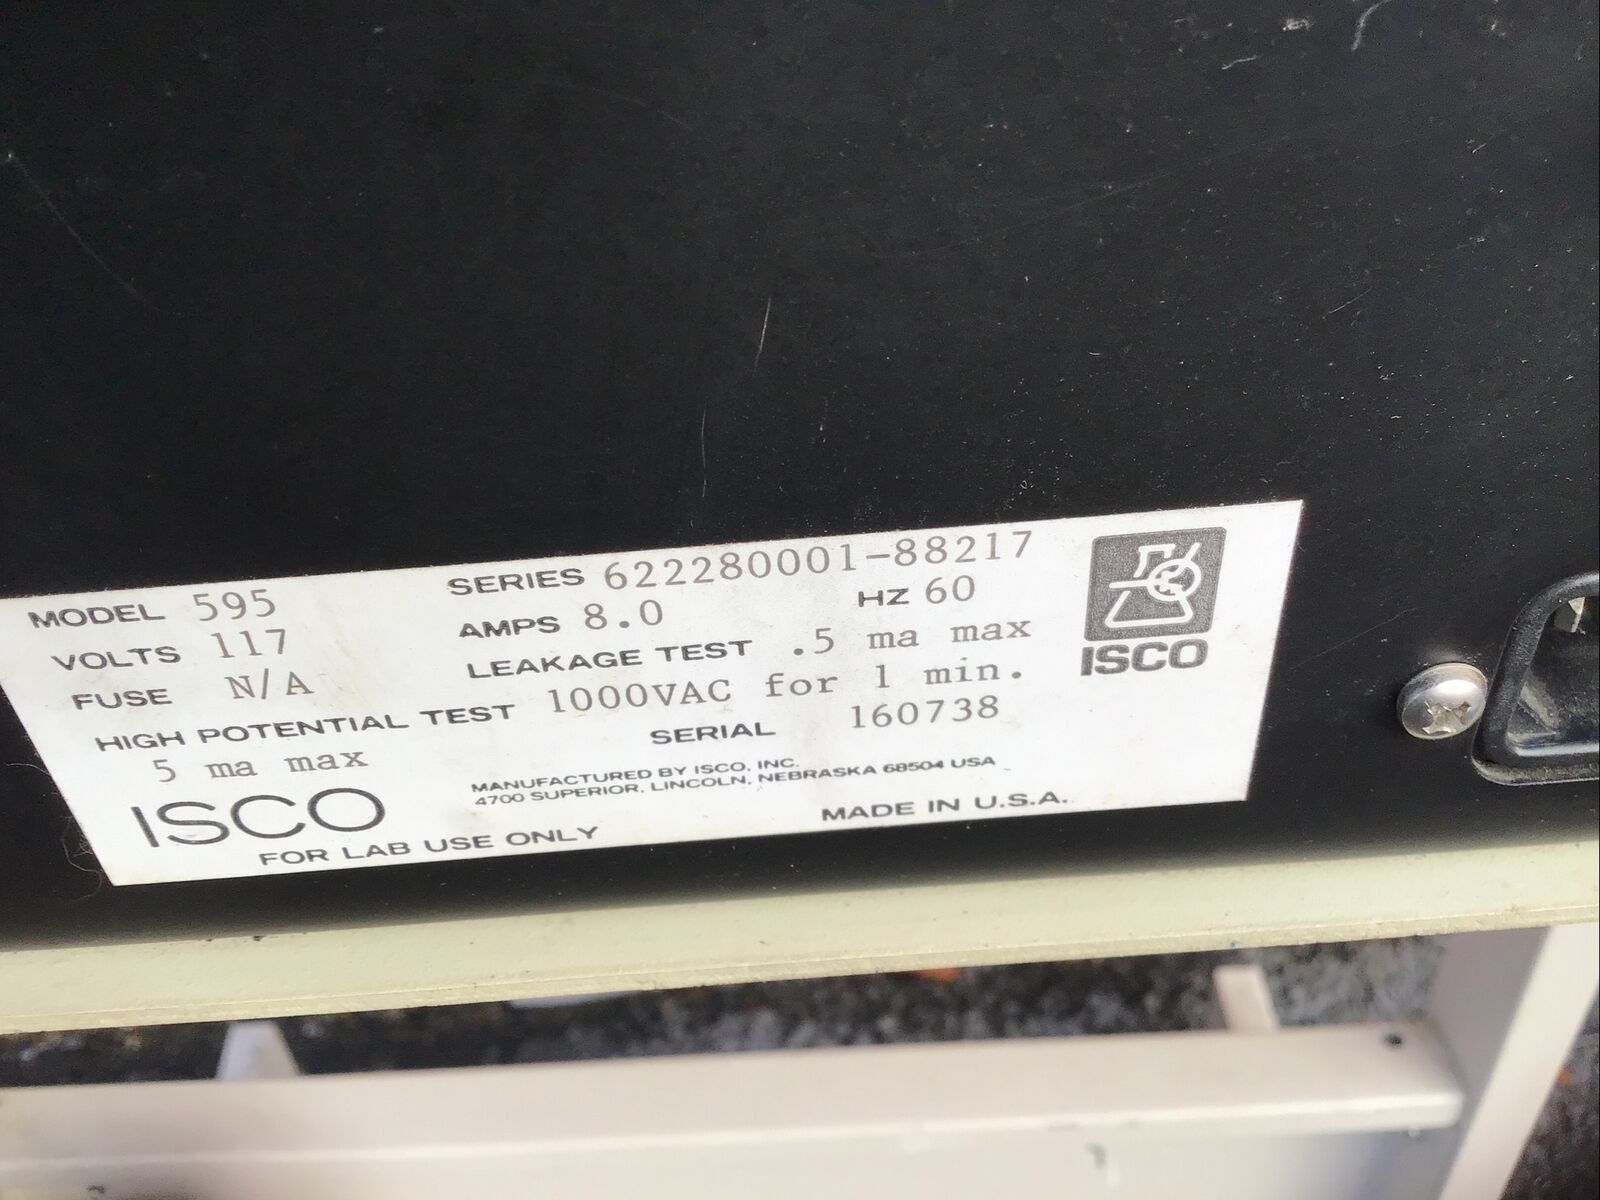 MODEL 595 SERIES 622280001-88217
VOLTS 117 AMPS 8.0 HZ 60
FUSE N/A LEAKAGE TEST .5 ma max
HIGH POTENTIAL TEST 1000VAC for 1 min.
5 ma max SERIAL 160738
ISCO
MANUFACTURED BY ISCO, INC.
4700 SUPERIOR, LINCOLN, NEBRASKA 68504 USA
ISCO
FOR LAB USE ONLY MADE IN U.S.A.